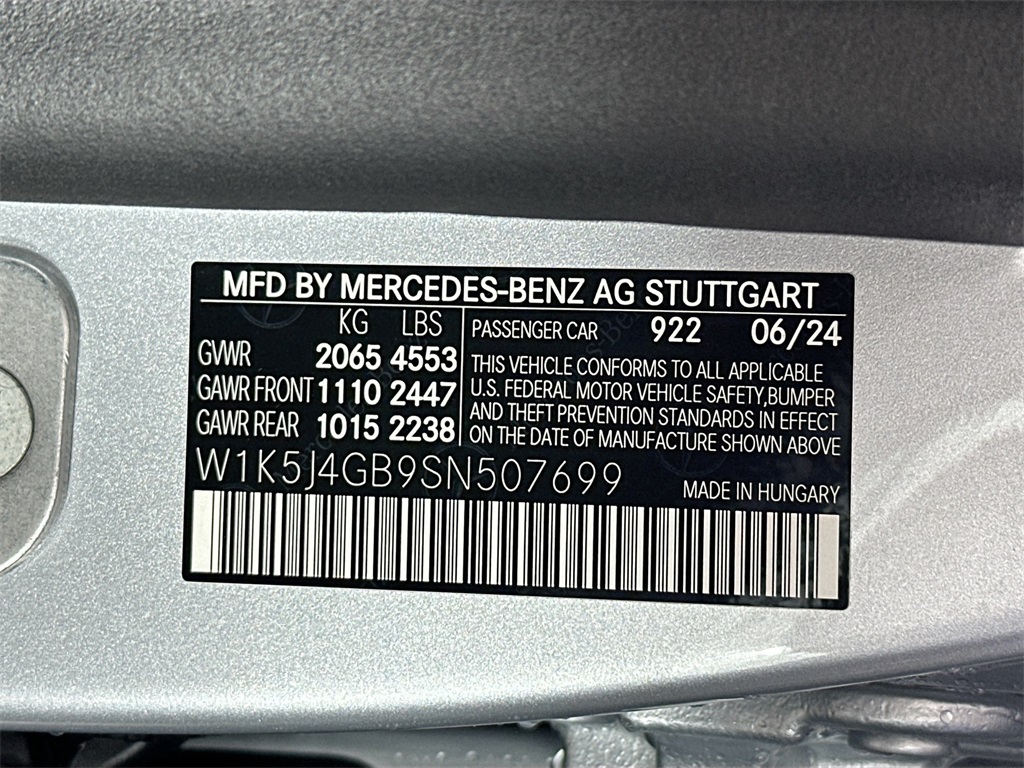 MFD BY MERCEDES-BENZ AG STUTTGART
KG LBS
GVWR 2065 4553
GAWR FRONT 1110 2447
GAWR REAR 1015 2238
PASSENGER CAR 922 06/24
THIS VEHICLE CONFORMS TO ALL APPLICABLE
U.S. FEDERAL MOTOR VEHICLE SAFETY,BUMPER
AND THEFT PREVENTION STANDARDS IN EFFECT
ON THE DATE OF MANUFACTURE SHOWN ABOVE
W1K5J4GB9SN507699
MADE IN HUNGARY